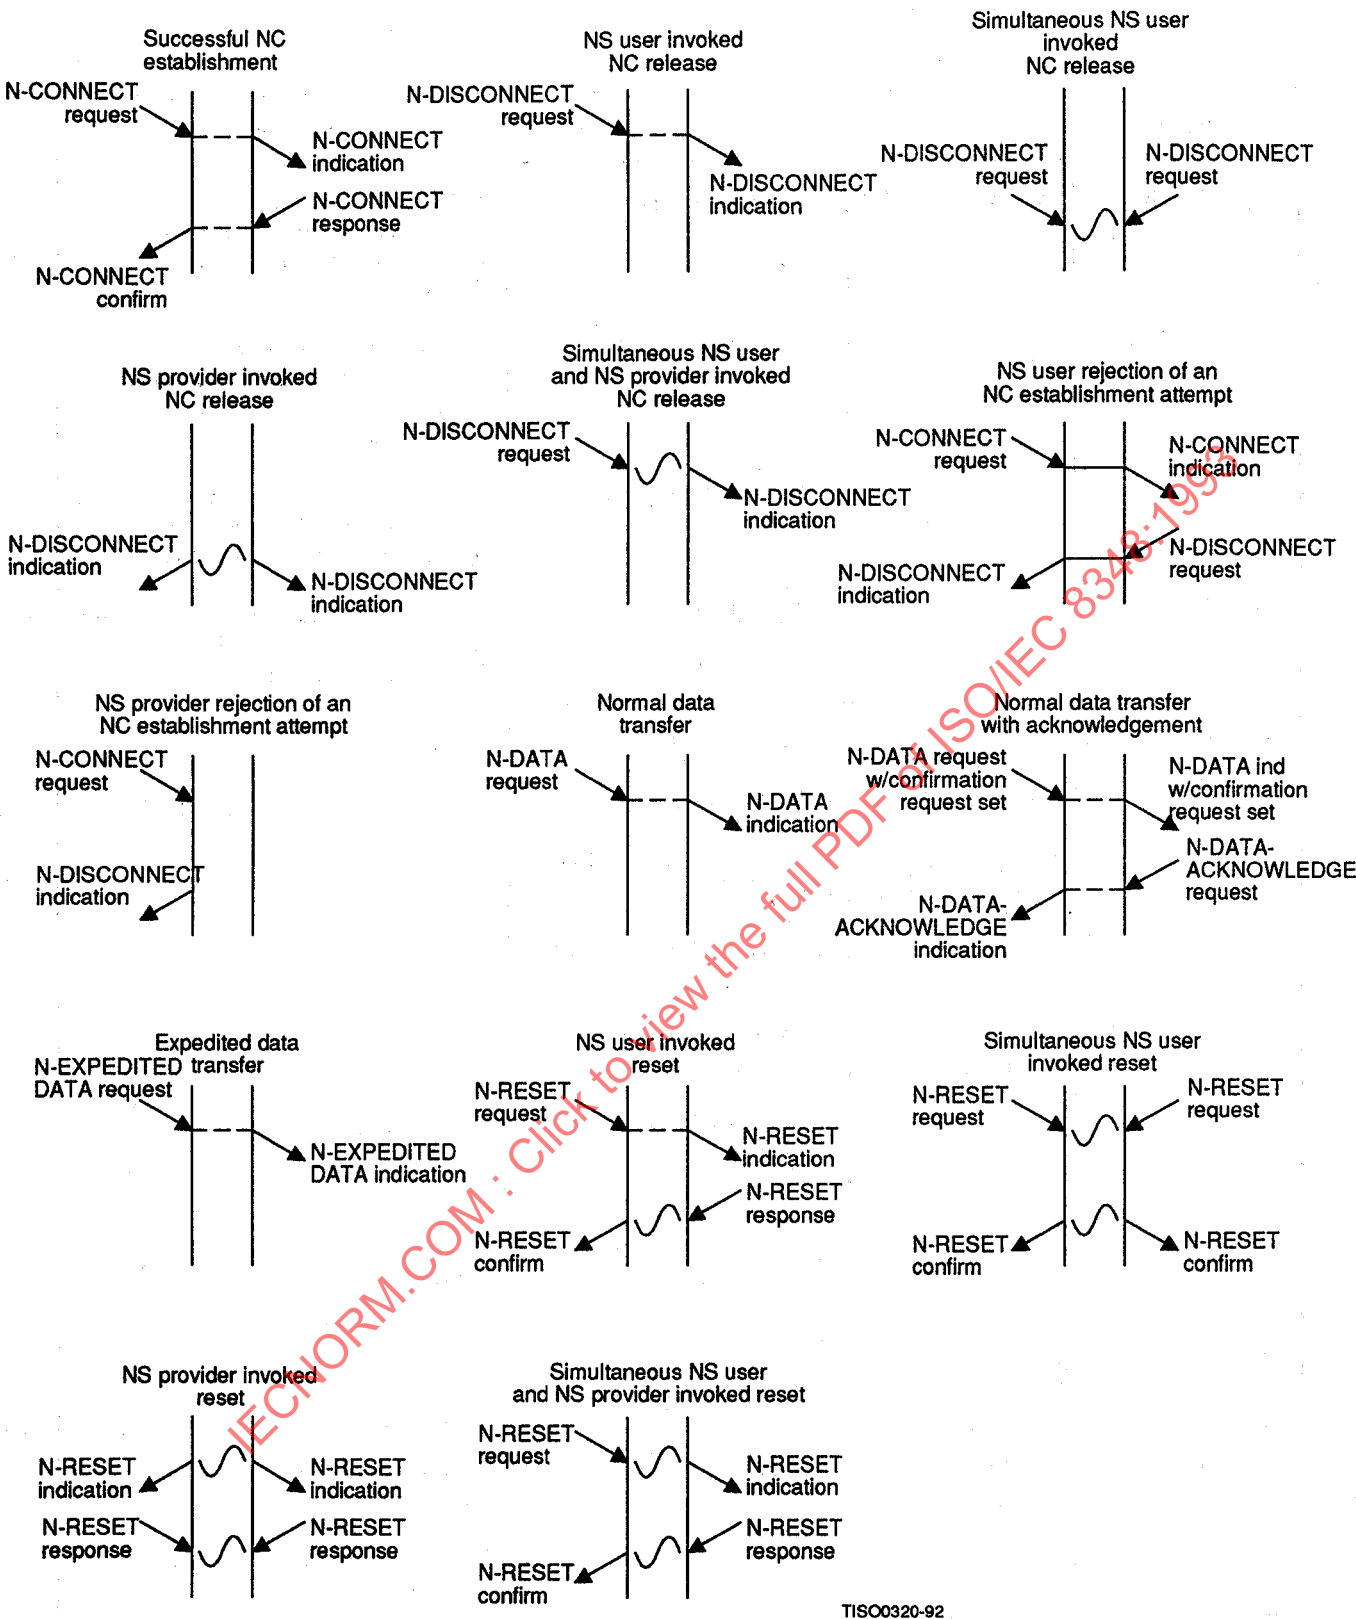 Successful NC
establishment
N-CONNECT
request
N-CONNECT
indication
N-CONNECT
response
N-CONNECT
confirm
NS user invoked
NC release
N-DISCONNECT
request
N-DISCONNECT
indication
Simultaneous NS user
invoked
NC release
N-DISCONNECT
request
N-DISCONNECT
request
NS provider invoked
NC release
N-DISCONNECT
indication
N-DISCONNECT
indication
Simultaneous NS user
and NS provider invoked
NC release
N-DISCONNECT
request
N-DISCONNECT
indication
NS user rejection of an
NC establishment attempt
N-CONNECT
request
N-CONNECT
indication
N-DISCONNECT
request
N-DISCONNECT
indication
NS provider rejection of an
NC establishment attempt
N-CONNECT
request
N-DISCONNECT
indication
Normal data
transfer
N-DATA
request
N-DATA
indication
Normal data transfer
with acknowledgement
N-DATA request
w/confirmation
request set
N-DATA ind
w/confirmation
request set
N-DATA-
ACKNOWLEDGE
request
N-DATA-
ACKNOWLEDGE
indication
Expedited data
transfer
N-EXPEDITED
DATA request
N-EXPEDITED
DATA indication
NS user invoked
reset
N-RESET
request
N-RESET
indication
N-RESET
response
N-RESET
confirm
Simultaneous NS user
invoked reset
N-RESET
request
N-RESET
request
N-RESET
confirm
N-RESET
confirm
NS provider invoked
reset
N-RESET
indication
N-RESET
indication
N-RESET
response
N-RESET
response
Simultaneous NS user
and NS provider invoked reset
N-RESET
request
N-RESET
indication
N-RESET
response
N-RESET
confirm
TISO0320-92
IECNORM.COM : Click to view the full PDF of ISO/IEC 8348:1993